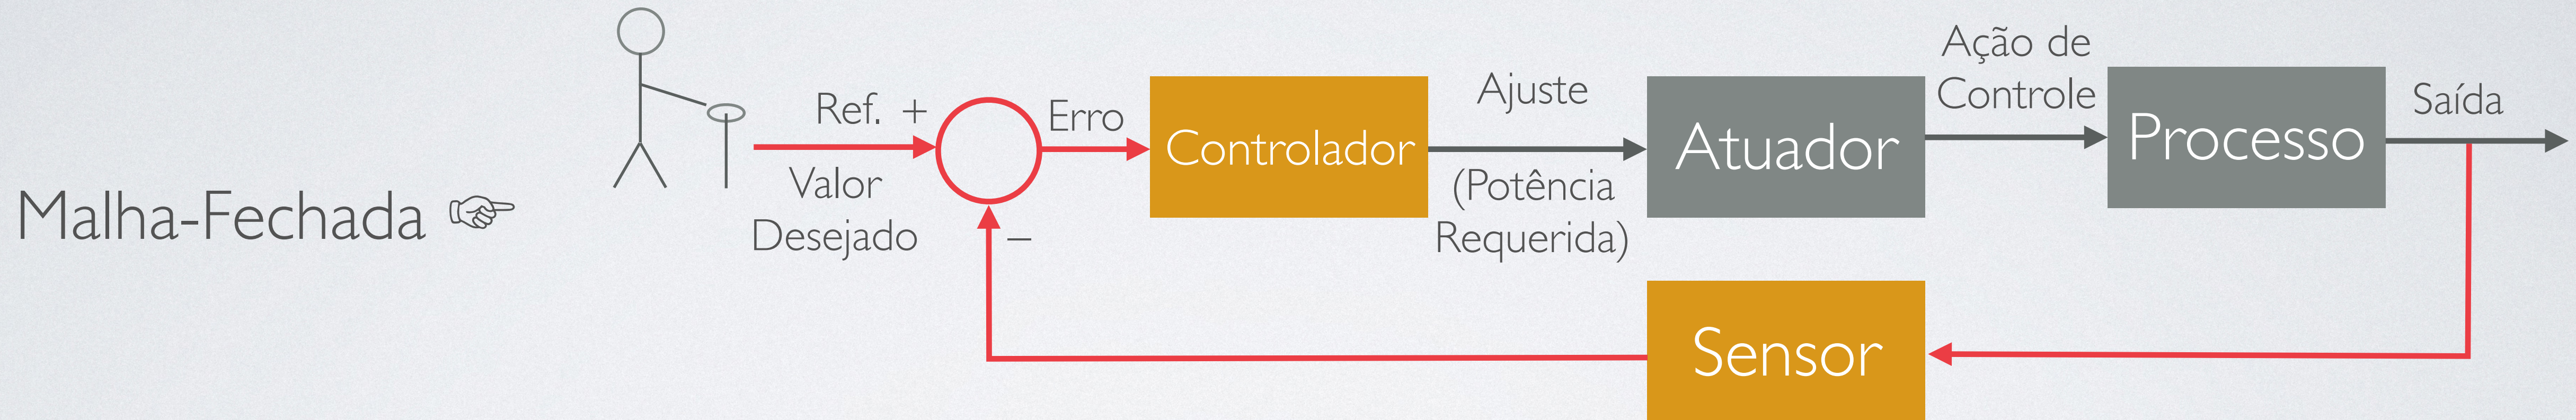 Malha-Fechada ☞
Ref. +
Valor
Desejado
–
Erro
Controlador
Ajuste
(Potência
Requerida)
Atuador
Ação de
Controle
Processo
Saída
Sensor